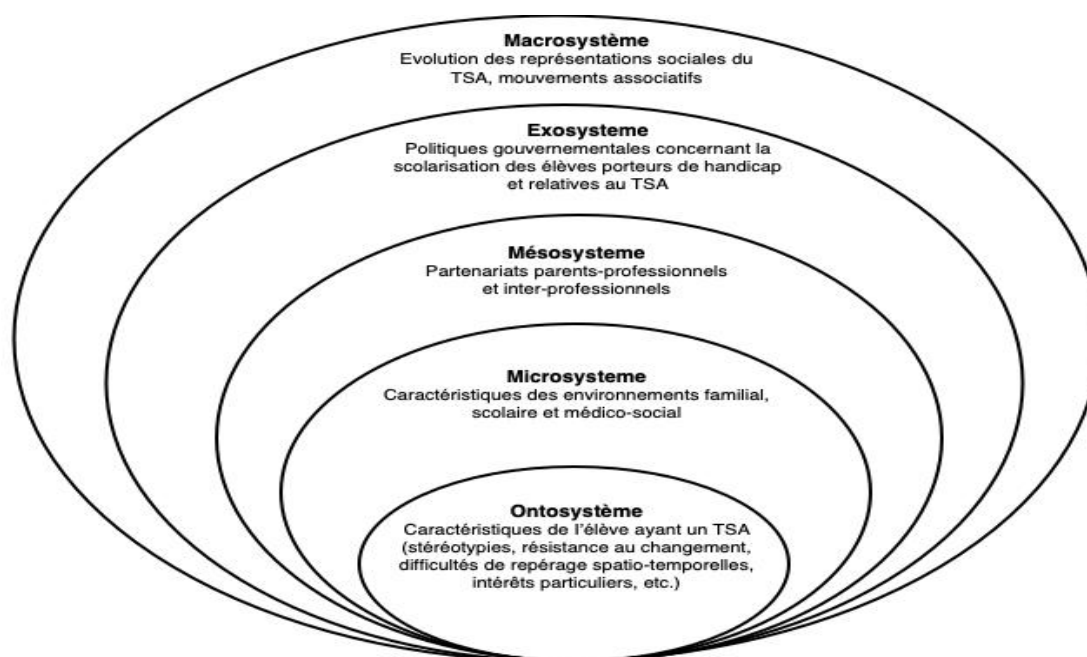 Macrosystème
Evolution des représentations sociales du
TSA, mouvements associatifs
Exosysteme
Politiques gouvernementales concernant la
scolarisation des élèves porteurs de handicap
et relatives au TSA
Mésosysteme
Partenariats parents-professionnels
et inter-professionnels
Microsysteme
Caractéristiques des environnements familial,
scolaire et médico-social
Ontosystème
Caractéristiques de l'élève ayant un TSA
(stéréotypies, résistance au changement,
difficultés de repérage spatio-temporelles,
intérêts particuliers, etc.)